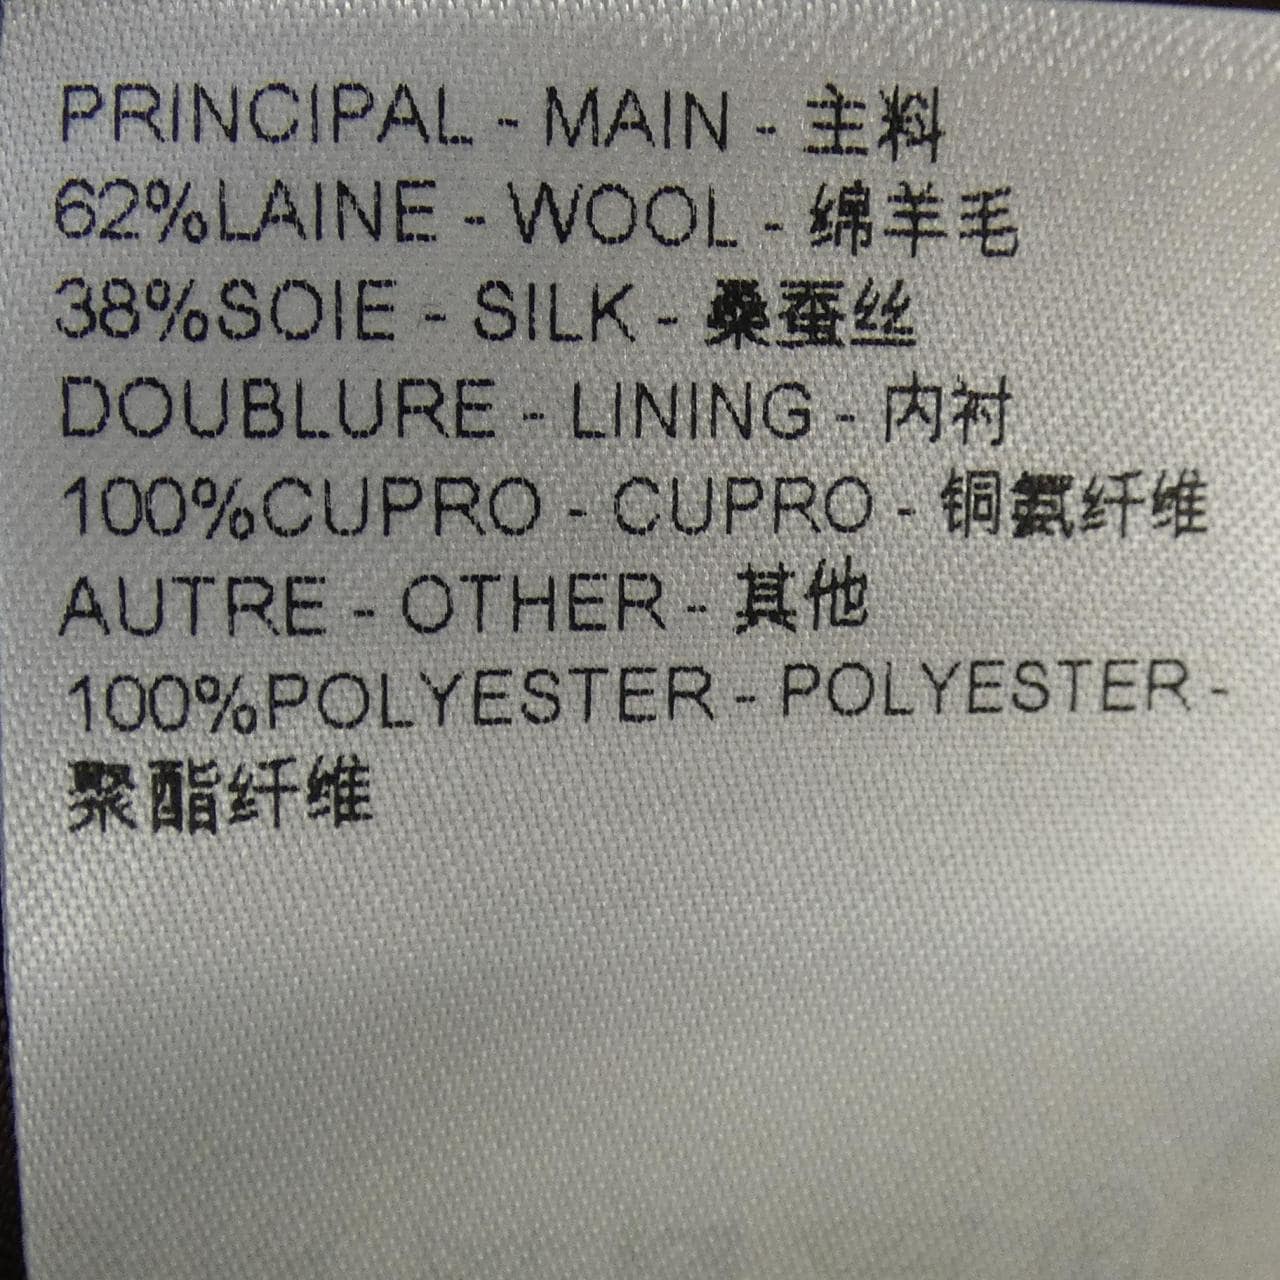 PRINCIPAL - MAIN - 主料
62%LAINE - WOOL - 绵羊毛
38%SOIE - SILK - 桑蚕丝
DOUBLURE - LINING - 内衬
100%CUPRO - CUPRO - 铜氨纤维
AUTRE - OTHER - 其他
100%POLYESTER - POLYESTER -
聚酯纤维